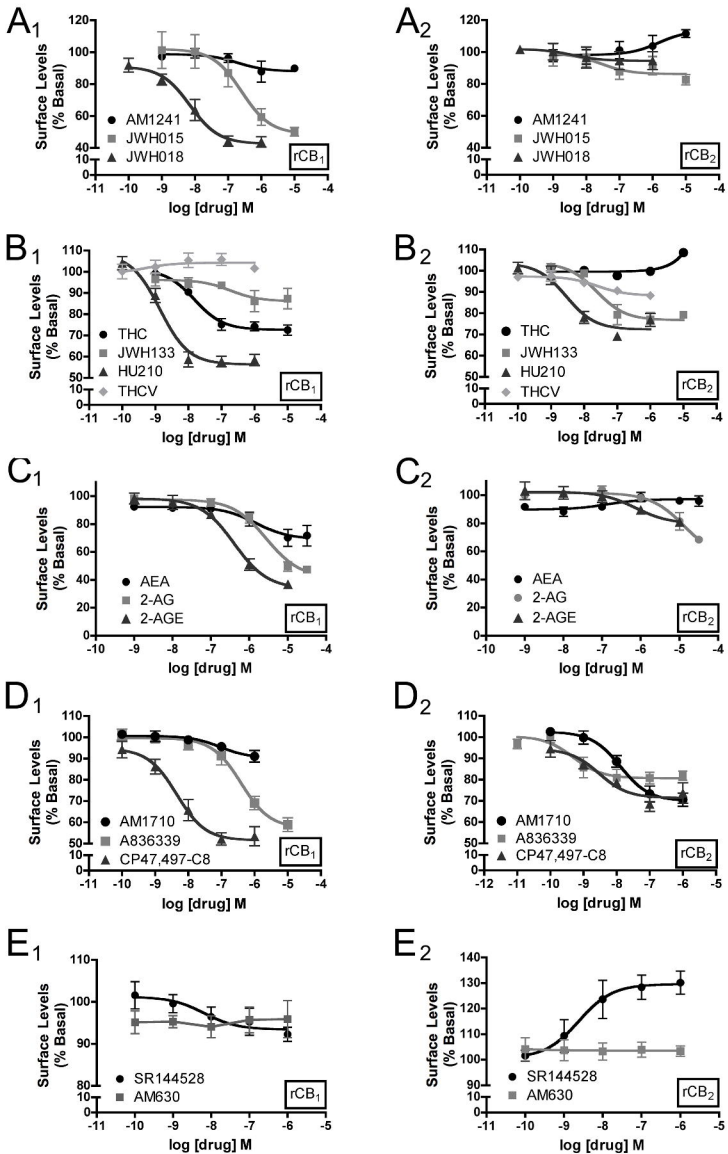 A1
Surface Levels
(% Basal)
120
100
80
60
40
10
0
AM1241
JWH015
JWH018
rCB1
-11 -10 -9 -8 -7 -6 -5 -4
log [drug] M
A2
Surface Levels
(% Basal)
120
100
80
60
40
10
0
AM1241
JWH015
JWH018
rCB2
-11 -10 -9 -8 -7 -6 -5 -4
log [drug] M
B1
Surface Levels
(% Basal)
110
100
90
80
70
60
50
10
0
THC
JWH133
HU210
THCV
rCB1
-11 -10 -9 -8 -7 -6 -5 -4
log [drug] M
B2
Surface Levels
(% Basal)
110
100
90
80
70
60
50
10
0
THC
JWH133
HU210
THCV
rCB2
-11 -10 -9 -8 -7 -6 -5 -4
log [drug] M
C1
Surface Levels
(% Basal)
100
80
60
40
20
0
AEA
2-AG
2-AGE
rCB1
-10 -9 -8 -7 -6 -5 -4
log [drug] M
C2
Surface Levels
(% Basal)
100
80
60
40
20
0
AEA
2-AG
2-AGE
rCB2
-10 -9 -8 -7 -6 -5 -4
log [drug] M
D1
Surface Levels
(% Basal)
110
100
90
80
70
60
50
10
0
AM1710
A836339
CP47,497-C8
rCB1
-11 -10 -9 -8 -7 -6 -5 -4
log [drug] M
D2
Surface Levels
(% Basal)
110
100
90
80
70
60
50
10
0
AM1710
A836339
CP47,497-C8
rCB2
-12 -11 -10 -9 -8 -7 -6 -5
log [drug] M
E1
Surface Levels
(% Basal)
110
100
90
80
SR144528
AM630
rCB1
-11 -10 -9 -8 -7 -6 -5
log [drug] M
E2
Surface Levels
(% Basal)
140
130
120
110
100
90
80
SR144528
AM630
rCB2
-11 -10 -9 -8 -7 -6 -5
log [drug] M